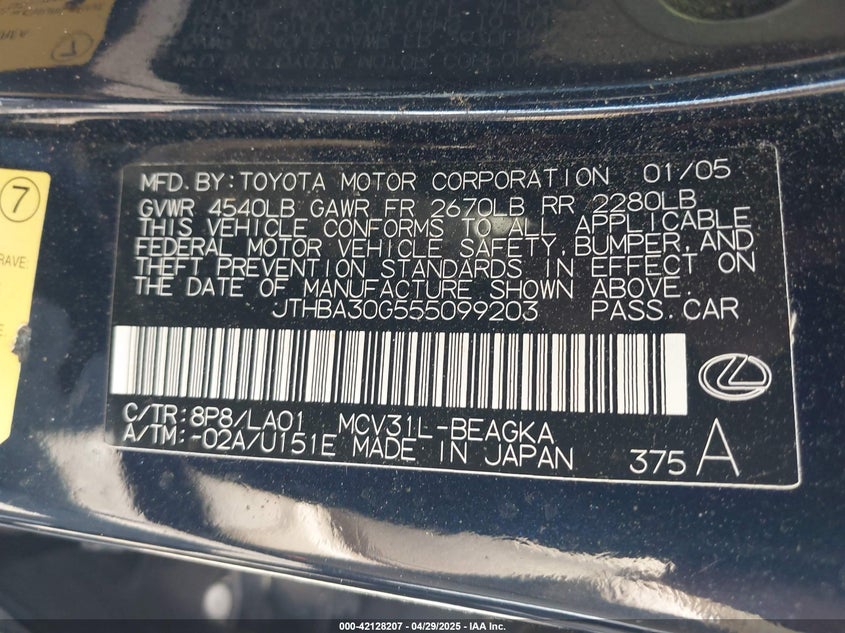 7
RAVE
MFD.BY:TOYOTA MOTOR CORPORATION 01/05
GVWR 4540LB GAWR FR 2670LB RR 2280LB
THIS VEHICLE CONFORMS TO ALL APPLICABLE
FEDERAL MOTOR VEHICLE SAFETY,BUMPER,AND
THEFT PREVENTION STANDARDS IN EFFECT ON
THE DATE OF MANUFACTURE SHOWN ABOVE.
JTHBA30G555099203 PASS.CAR
C/TR:8P8/LA01 MCV31L-BEAGKA
A/TM:-02A/U151E MADE IN JAPAN
375 A
000-42128207 - 04/29/2025 - IAA Inc.